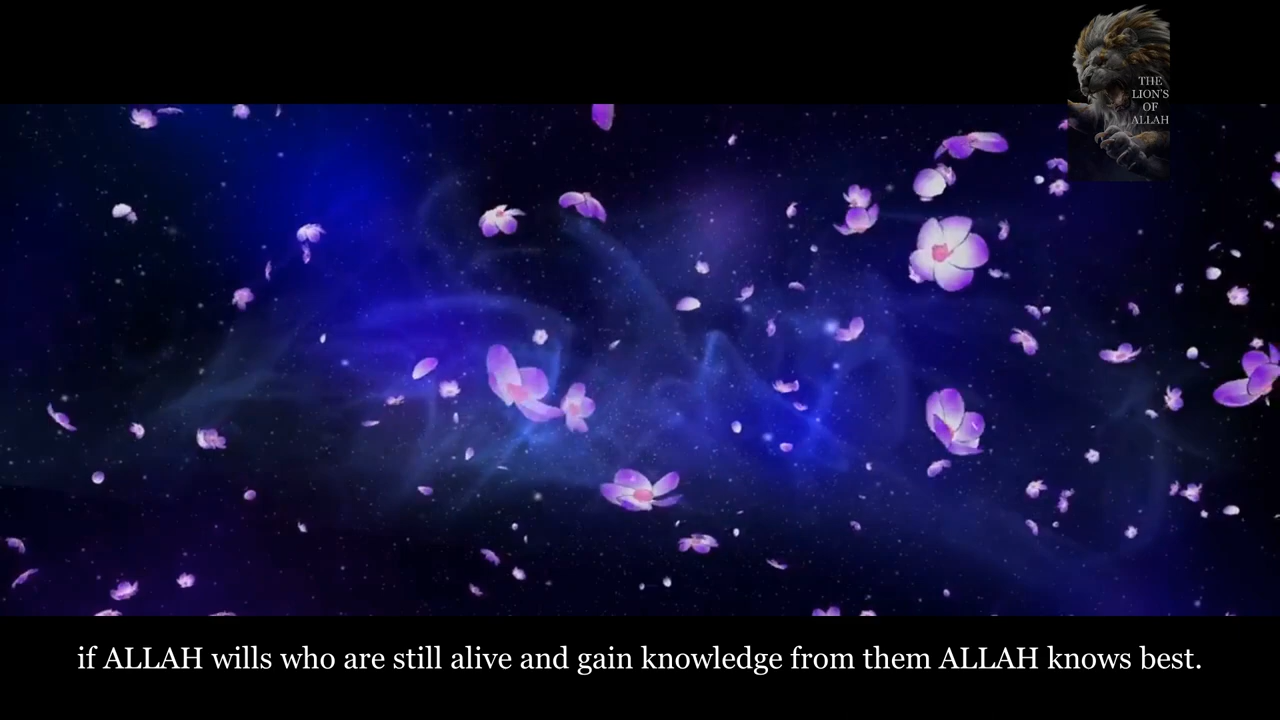 THE
LION'S
OF
ALLAH
if ALLAH wills who are still alive and gain knowledge from them ALLAH knows best.